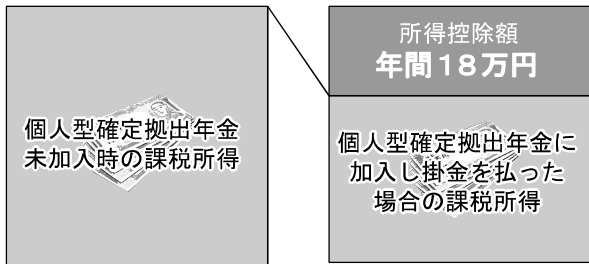 個人型確定拠出年金
未加入時の課税所得
所得控除額
年間18万円
個人型確定拠出年金に
加入し掛金を払った
場合の課税所得